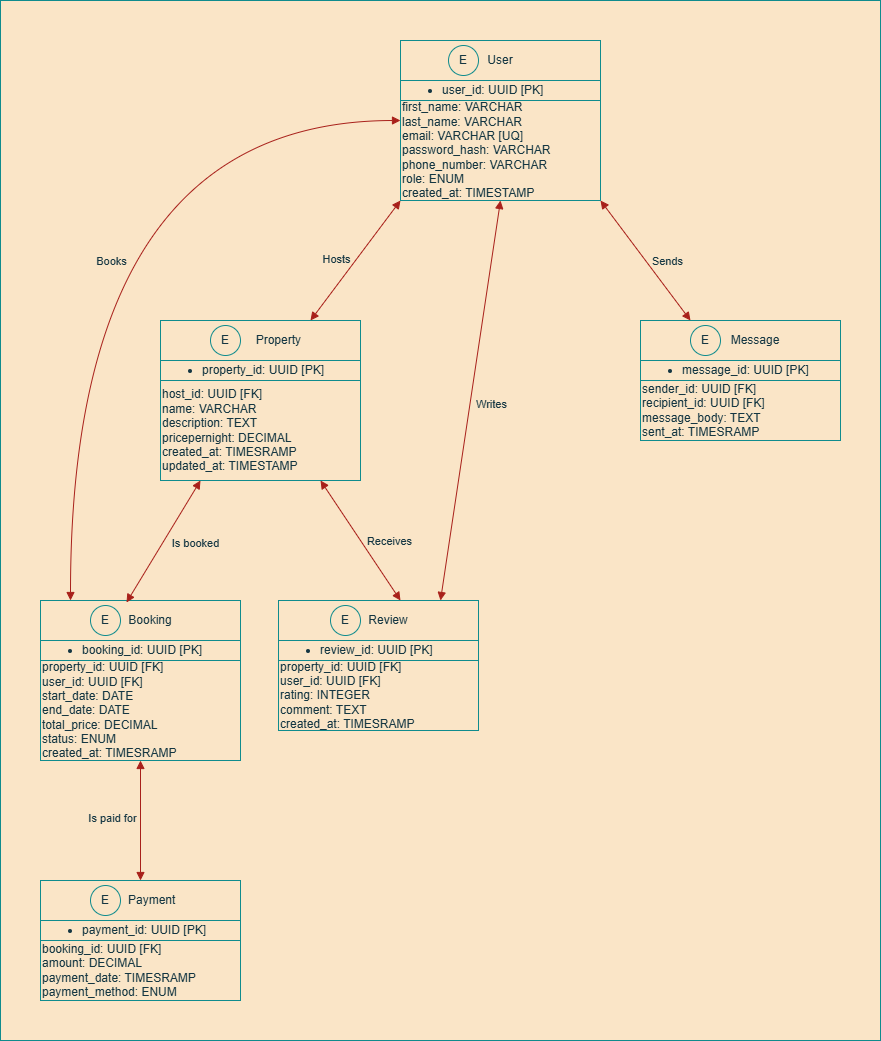 E User
• user_id: UUID [PK]
first_name: VARCHAR
last_name: VARCHAR
email: VARCHAR [UQ]
password_hash: VARCHAR
phone_number: VARCHAR
role: ENUM
created_at: TIMESTAMP
Books
Hosts
Sends
Writes
E Property
• property_id: UUID [PK]
host_id: UUID [FK]
name: VARCHAR
description: TEXT
pricepernight: DECIMAL
created_at: TIMESRAMP
updated_at: TIMESTAMP
E Message
• message_id: UUID [PK]
sender_id: UUID [FK]
recipient_id: UUID [FK]
message_body: TEXT
sent_at: TIMESRAMP
Is booked
Receives
E Booking
• booking_id: UUID [PK]
property_id: UUID [FK]
user_id: UUID [FK]
start_date: DATE
end_date: DATE
total_price: DECIMAL
status: ENUM
created_at: TIMESRAMP
E Review
• review_id: UUID [PK]
property_id: UUID [FK]
user_id: UUID [FK]
rating: INTEGER
comment: TEXT
created_at: TIMESRAMP
Is paid for
E Payment
• payment_id: UUID [PK]
booking_id: UUID [FK]
amount: DECIMAL
payment_date: TIMESRAMP
payment_method: ENUM